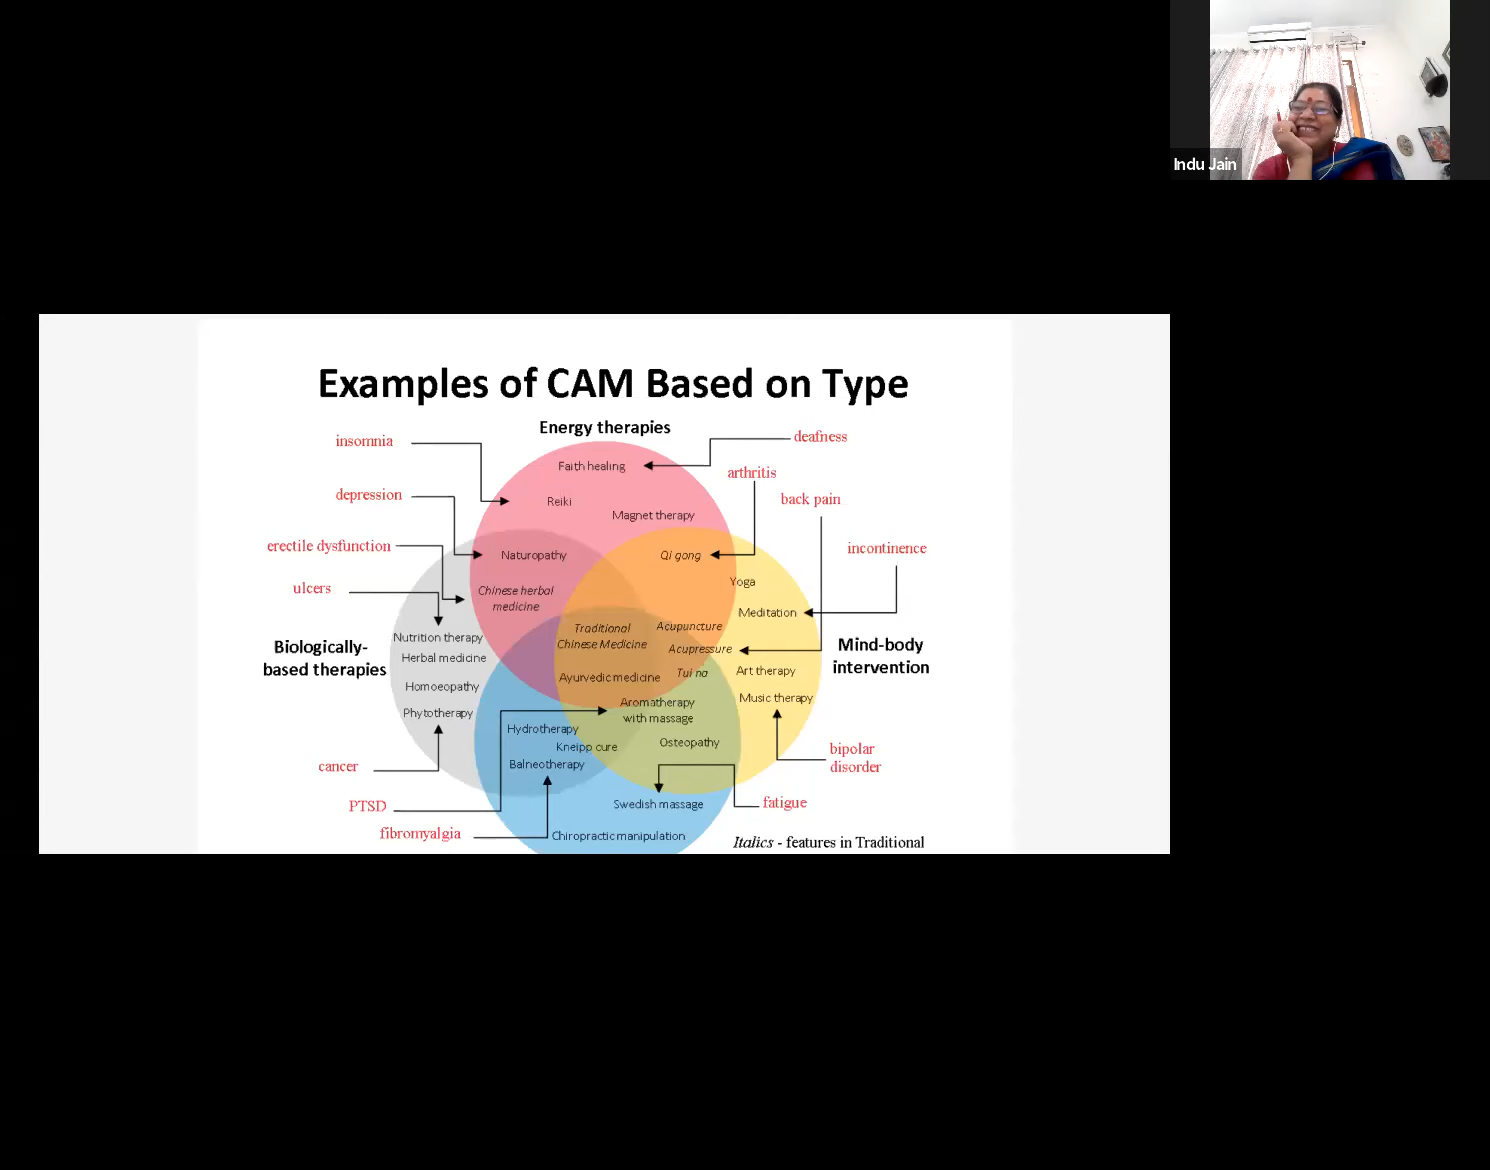 Indu Jain
Examples of CAM Based on Type
Energy therapies
insomnia
deafness
Faith healing
arthritis
depression
Reiki
back pain
Magnet therapy
erectile dysfunction
Naturopathy
Qi gong
incontinence
ulcers
Chinese herbal
medicine
Yoga
Meditation
Nutrition therapy
Traditional
Chinese Medicine
Acupuncture
Biologically-
based therapies
Herbal medicine
Acupressure
Mind-body
intervention
Homoeopathy
Ayurvedic medicine
Tui na
Art therapy
Phytotherapy
Aromatherapy
with massage
Music therapy
Hydrotherapy
Kneipp cure
Osteopathy
Balneotherapy
bipolar
disorder
cancer
PTSD
Swedish massage
fatigue
fibromyalgia
Chiropractic manipulation
Italics - features in Traditional